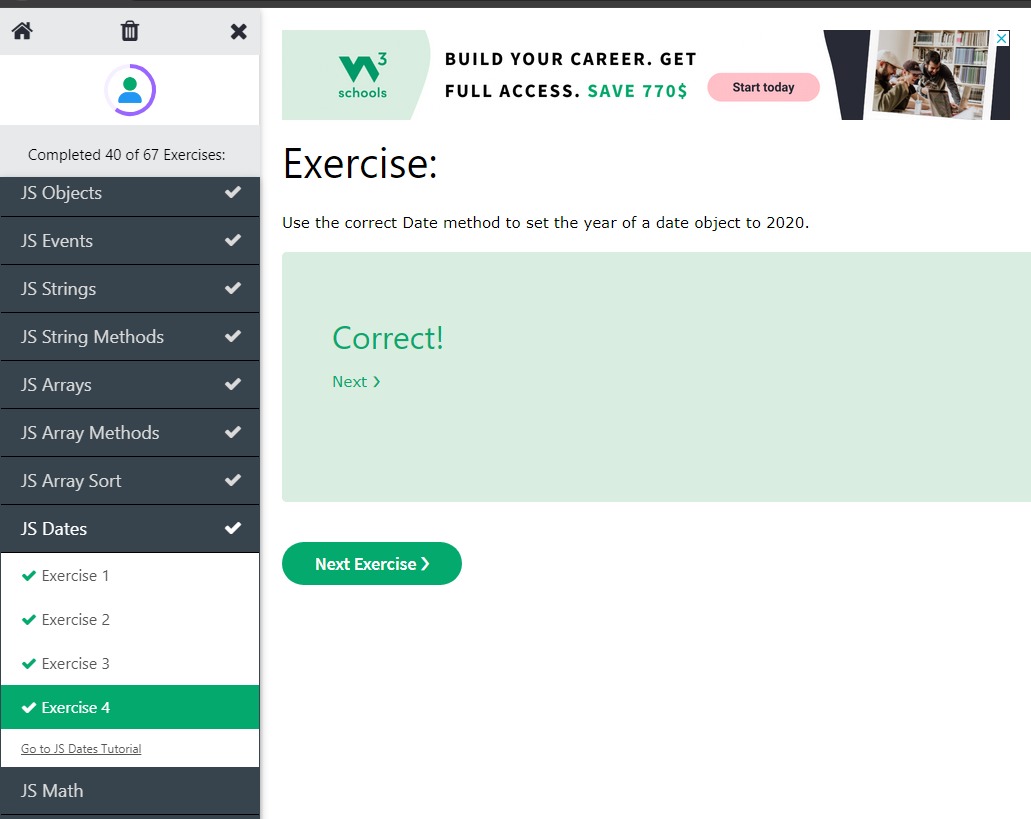 3
schools
BUILD YOUR CAREER. GET
FULL ACCESS. SAVE 770$
Start today
Completed 40 of 67 Exercises:
JS Objects
JS Events
JS Strings
JS String Methods
JS Arrays
JS Array Methods
JS Array Sort
JS Dates
Exercise 1
Exercise 2
Exercise 3
Exercise 4
Go to JS Dates Tutorial
JS Math
Exercise:
Use the correct Date method to set the year of a date object to 2020.
Correct!
Next ❯
Next Exercise ❯